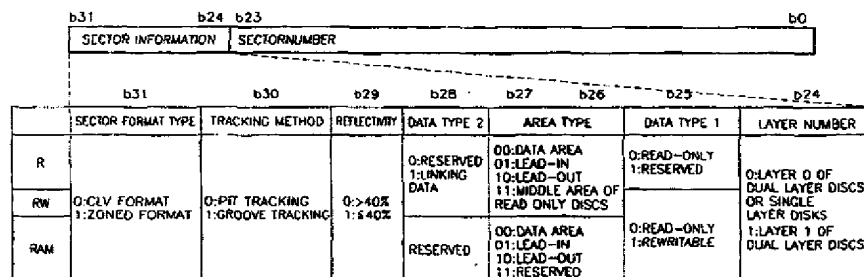 b31 b24 b23 b0
SECTOR INFORMATION SECTORNUMBER
b31 b30 b29 b28 b27 b26 b25 b24
SECTOR FORMAT TYPE TRACKING METHOD REFLECTIVITY DATA TYPE 2 AREA TYPE DATA TYPE 1 LAYER NUMBER
R
RW
RAM
0:CLV FORMAT
1:ZONED FORMAT
0:PIT TRACKING
1:GROOVE TRACKING
0:>40%
1:≤40%
0:RESERVED
1:LINKING
DATA
RESERVED
00:DATA AREA
01:LEAD-IN
10:LEAD-OUT
11:MIDDLE AREA OF
READ ONLY DISCS
00:DATA AREA
01:LEAD-IN
10:LEAD-OUT
11:RESERVED
0:READ-ONLY
1:RESERVED
0:READ-ONLY
1:REWRITABLE
0:LAYER 0 OF
DUAL LAYER DISCS
OR SINGLE
LAYER DISKS
1:LAYER 1 OF
DUAL LAYER DISCS